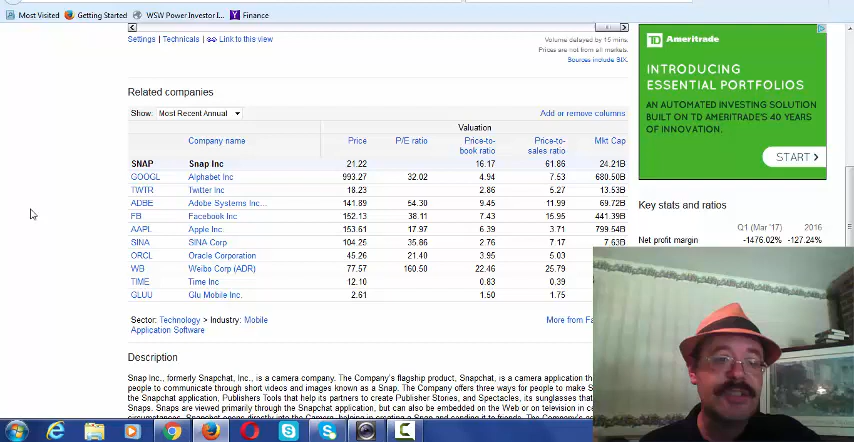 Most Visited Getting Started WSW Power Investor I... Finance
Settings | Technicals | Link to this view
Volume delayed by 15 mins.
Prices are not from all markets.
Sources include SIX.
Related companies
Show: Most Recent Annual Add or remove columns
Valuation
Company name Price P/E ratio Price-to-book ratio Price-to-sales ratio Mkt Cap
SNAP Snap Inc 21.22 16.17 61.86 24.21B
GOOGL Alphabet Inc 993.27 32.02 4.94 7.53 680.50B
TWTR Twitter Inc 18.23 2.86 5.27 13.53B
ADBE Adobe Systems Inc... 141.89 54.30 9.45 11.99 69.72B
FB Facebook Inc 152.13 38.11 7.43 15.95 441.39B
AAPL Apple Inc. 153.61 17.97 6.39 3.71 799.54B
SINA SINA Corp 104.25 35.86 2.76 7.17 7.63B
ORCL Oracle Corporation 45.26 21.40 3.95 5.03
WB Weibo Corp (ADR) 77.57 160.50 22.46 25.79
TIME Time Inc 12.10 0.83 0.39
GLUU Glu Mobile Inc. 2.61 1.50 1.75
Sector: Technology > Industry: Mobile
Application Software
More from Fa
Description
Snap Inc., formerly Snapchat, Inc., is a camera company. The Company's flagship product, Snapchat, is a camera application th
people to communicate through short videos and images known as a Snap. The Company offers three ways for people to make S
the Snapchat application, Publishers Tools that help its partners to create Publisher Stories, and Spectacles, its sunglasses that
Snaps. Snaps are viewed primarily through the Snapchat application, but can also be embedded on the Web or on television in ce
TD Ameritrade
INTRODUCING
ESSENTIAL PORTFOLIOS
AN AUTOMATED INVESTING SOLUTION
BUILT ON TD AMERITRADE'S 40 YEARS
OF INNOVATION.
START >
Key stats and ratios
Q1 (Mar '17) 2016
Net profit margin -1476.02% -127.24%